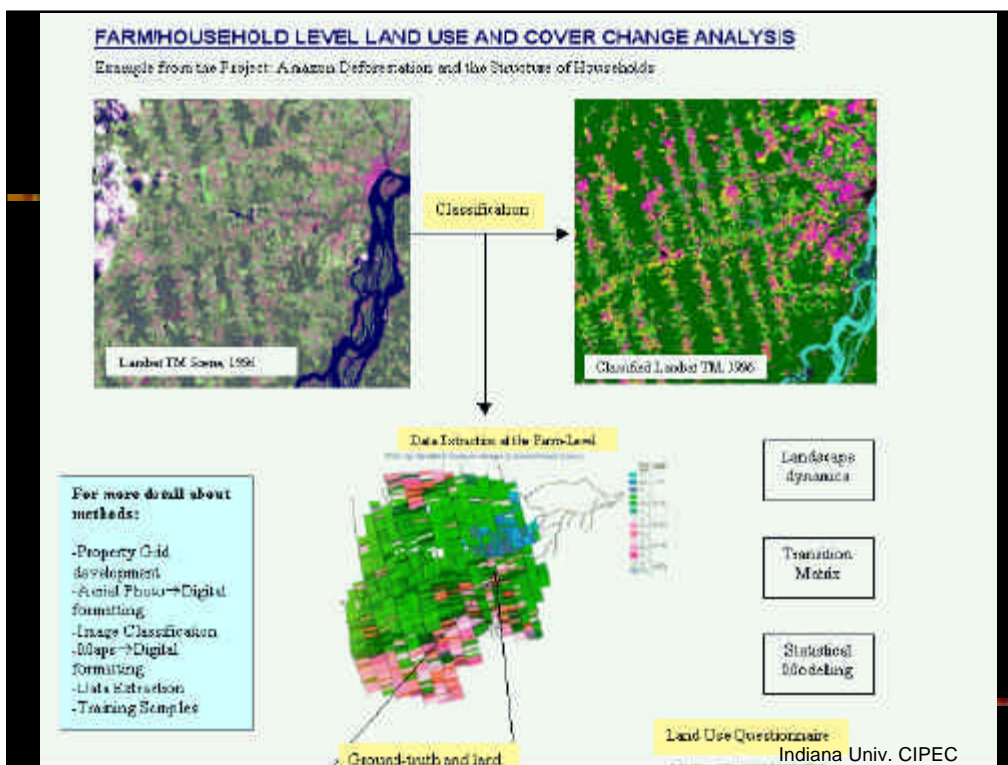 FARM/HOUSEHOLD LEVEL LAND USE AND COVER CHANGE ANALYSIS
Example from the Project: Amazon Deforestation and the Structure of Households
Classification
Landsat TM Scene, 1996
Classified Landsat TM, 1996
Data Extraction at the Farm-Level
For more detail about
methods:
-Property Grid
development
-Aerial Photo→Digital
formatting
-Image Classification
-Maps→Digital
formatting
-Data Extraction
-Training Samples
Landscape
dynamics
Transition
Matrix
Statistical
Modeling
Ground-truth and land
Land Use Questionnaire
Indiana Univ. CIPEC